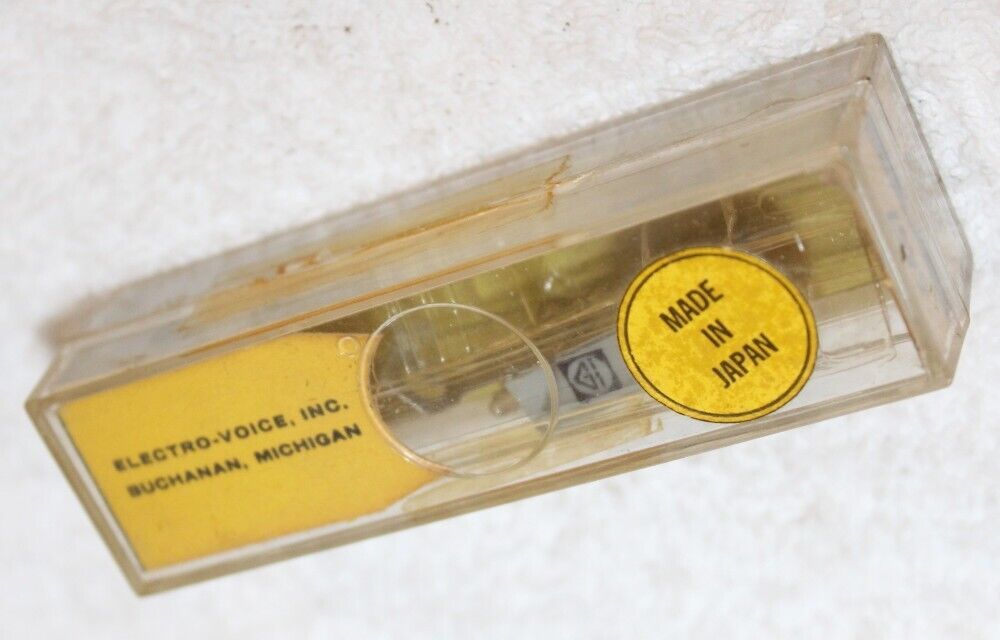 ELECTRO-VOICE, INC.
BUCHANAN, MICHIGAN
MADE
IN
JAPAN